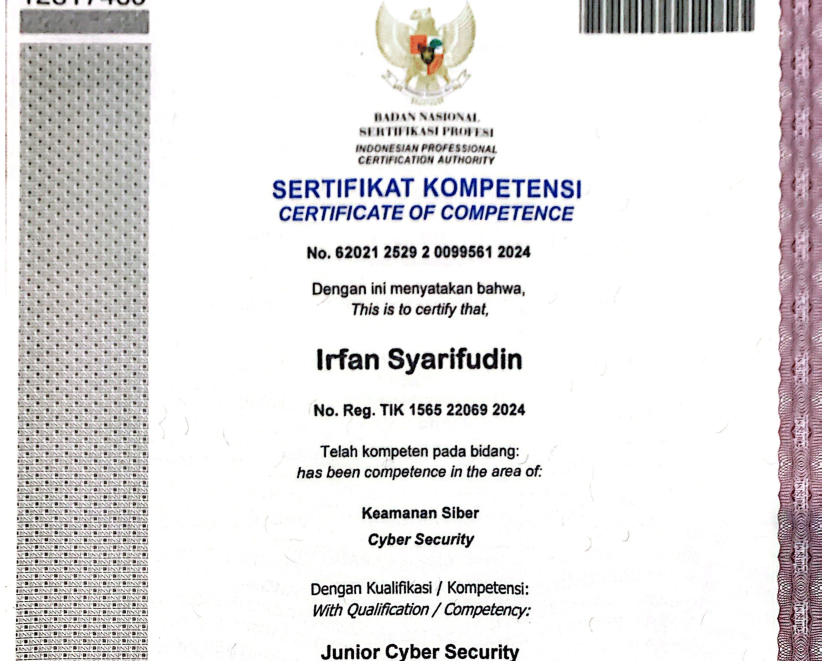 BADAN NASIONAL
SERTIFIKASI PROFESI
INDONESIAN PROFESSIONAL
CERTIFICATION AUTHORITY
SERTIFIKAT KOMPETENSI
CERTIFICATE OF COMPETENCE
No. 62021 2529 2 0099561 2024
Dengan ini menyatakan bahwa,
This is to certify that,
Irfan Syarifudin
No. Reg. TIK 1565 22069 2024
Telah kompeten pada bidang:
has been competence in the area of:
Keamanan Siber
Cyber Security
Dengan Kualifikasi / Kompetensi:
With Qualification / Competency:
Junior Cyber Security